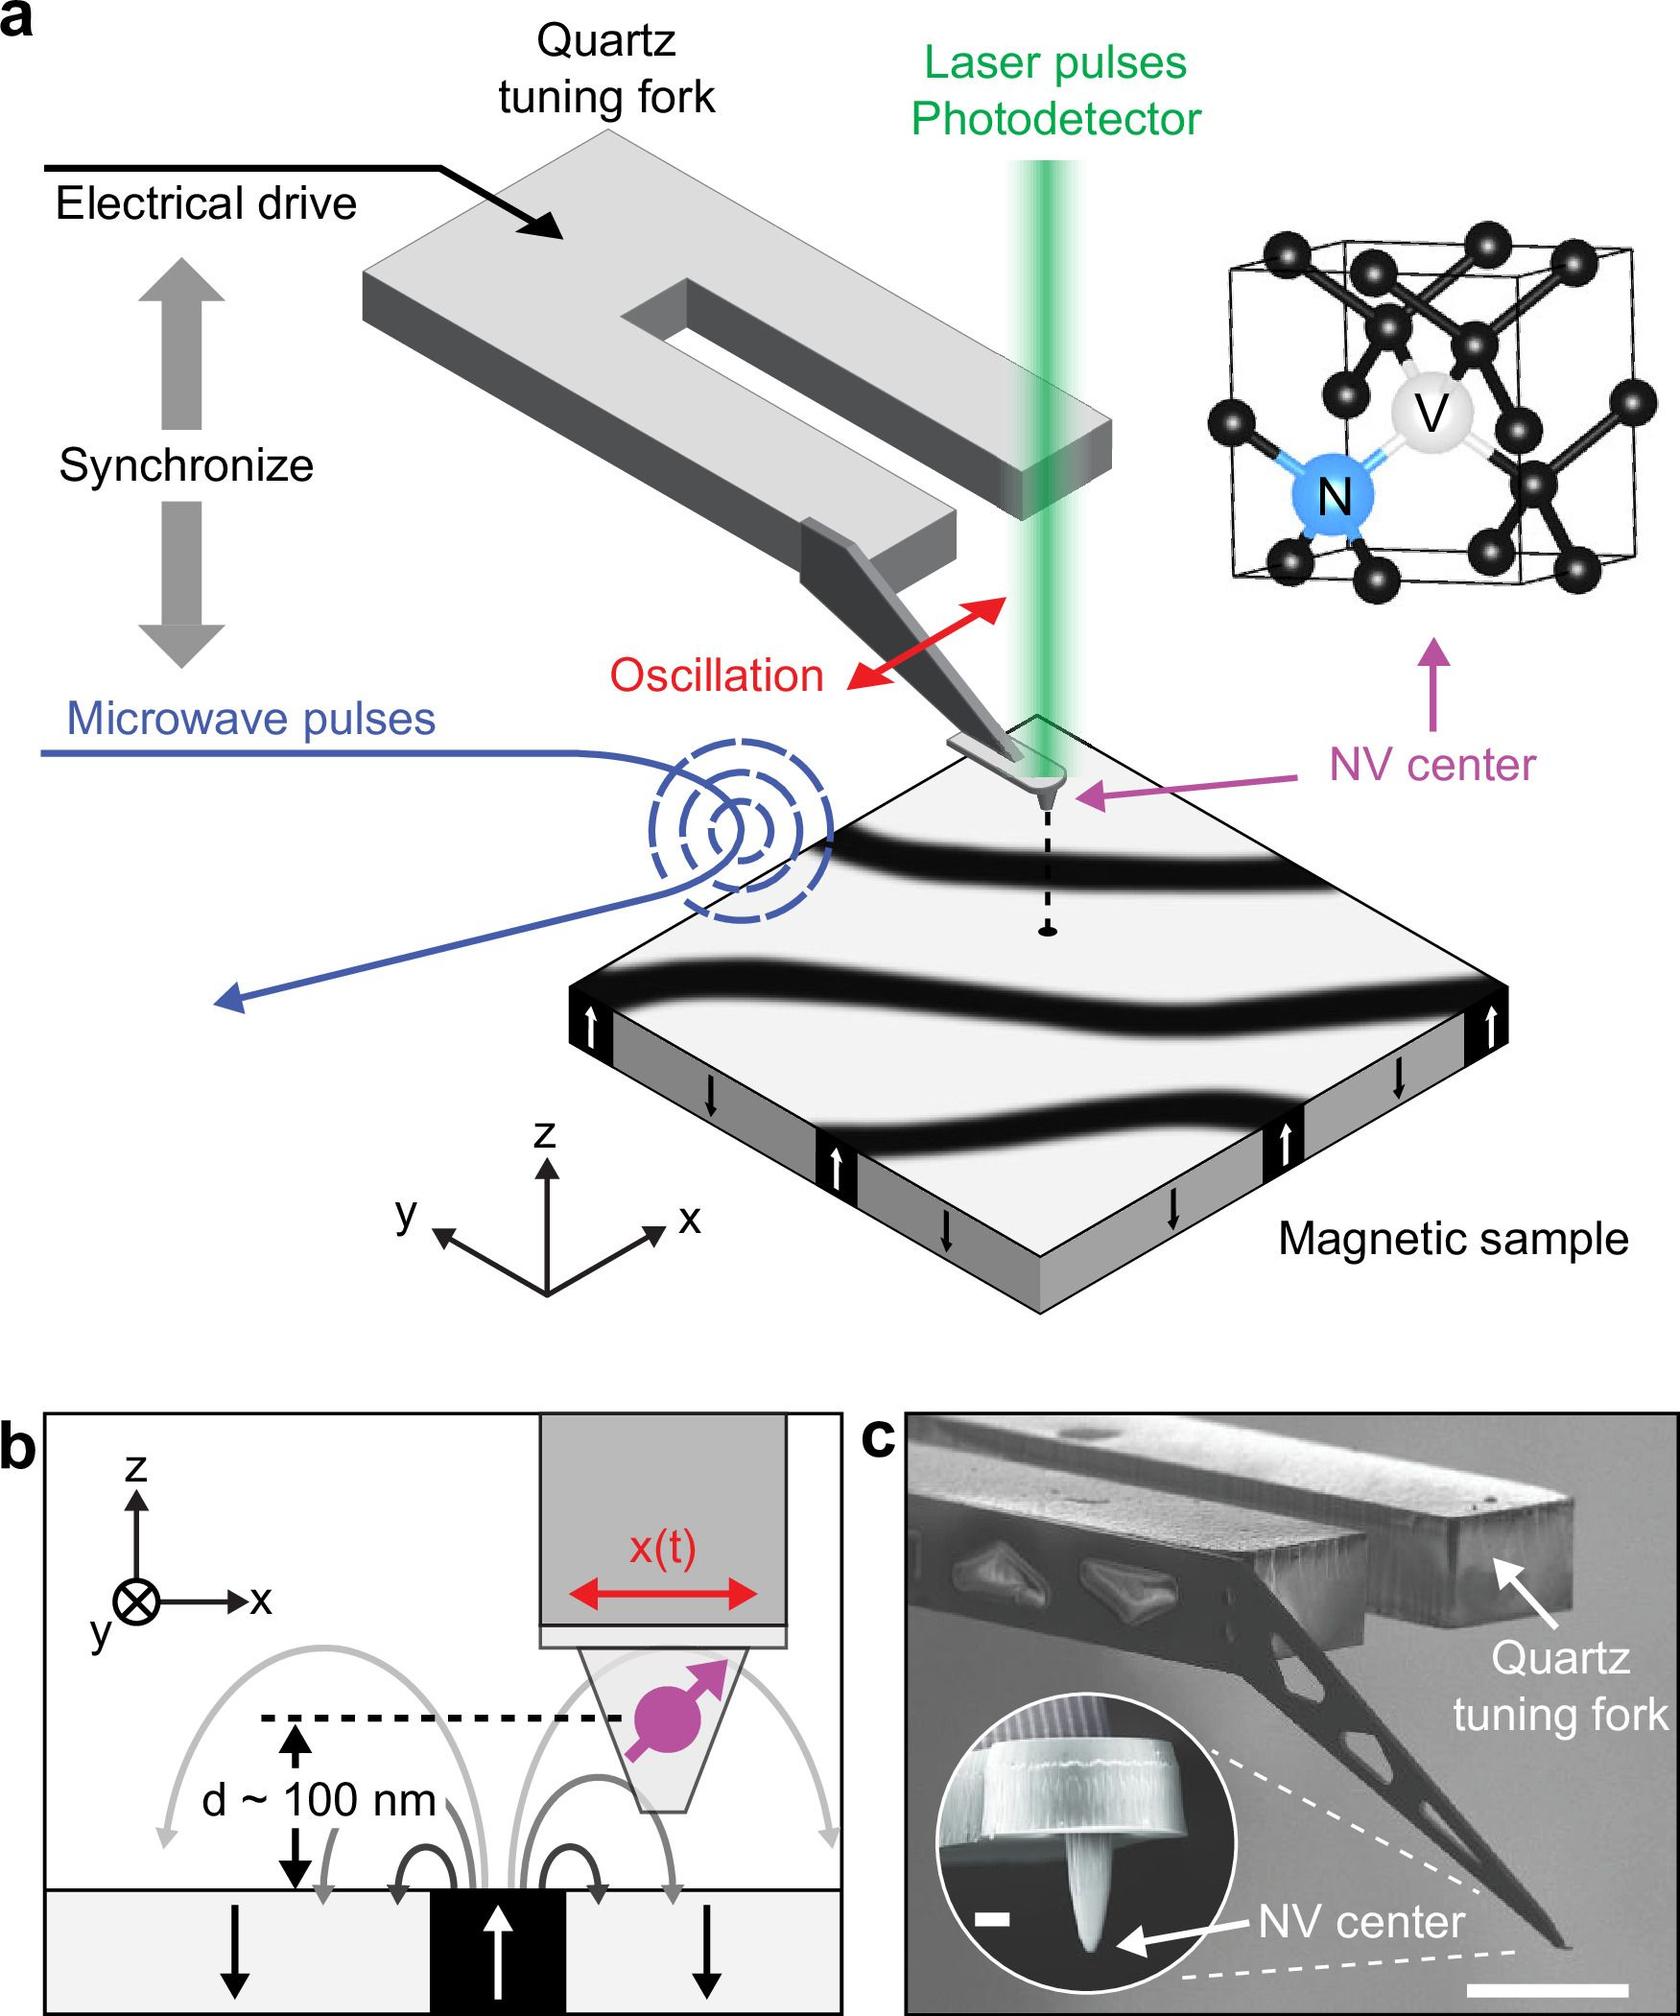 a
Quartz
tuning fork
Laser pulses
Photodetector
Electrical drive
Synchronize
V
N
Oscillation
Microwave pulses
NV center
z
y
x
Magnetic sample
b
z
x
y
x(t)
d ~ 100 nm
c
Quartz
tuning fork
NV center